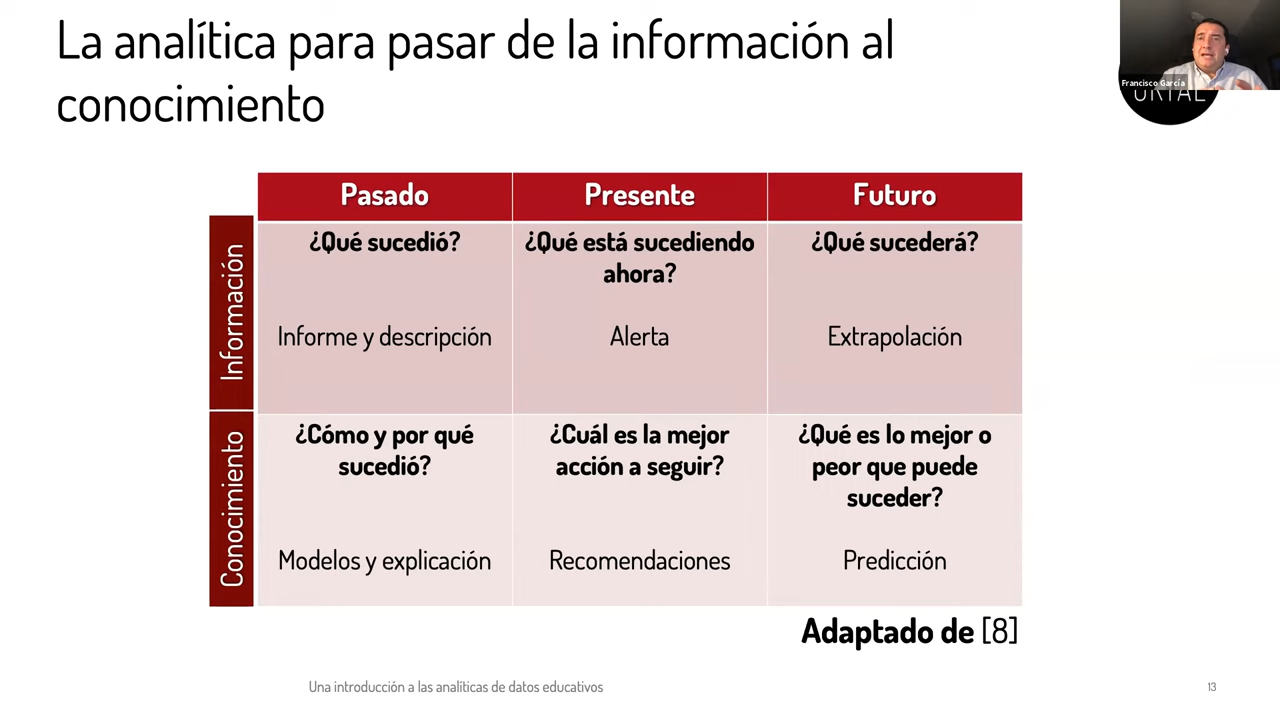 La analítica para pasar de la información al
conocimiento
Francisco García
Pasado
Presente
Futuro
Información
¿Qué sucedió?
Informe y descripción
¿Qué está sucediendo
ahora?
Alerta
¿Qué sucederá?
Extrapolación
Conocimiento
¿Cómo y por qué
sucedió?
Modelos y explicación
¿Cuál es la mejor
acción a seguir?
Recomendaciones
¿Qué es lo mejor o
peor que puede
suceder?
Predicción
Adaptado de [8]
Una introducción a las analíticas de datos educativos
13